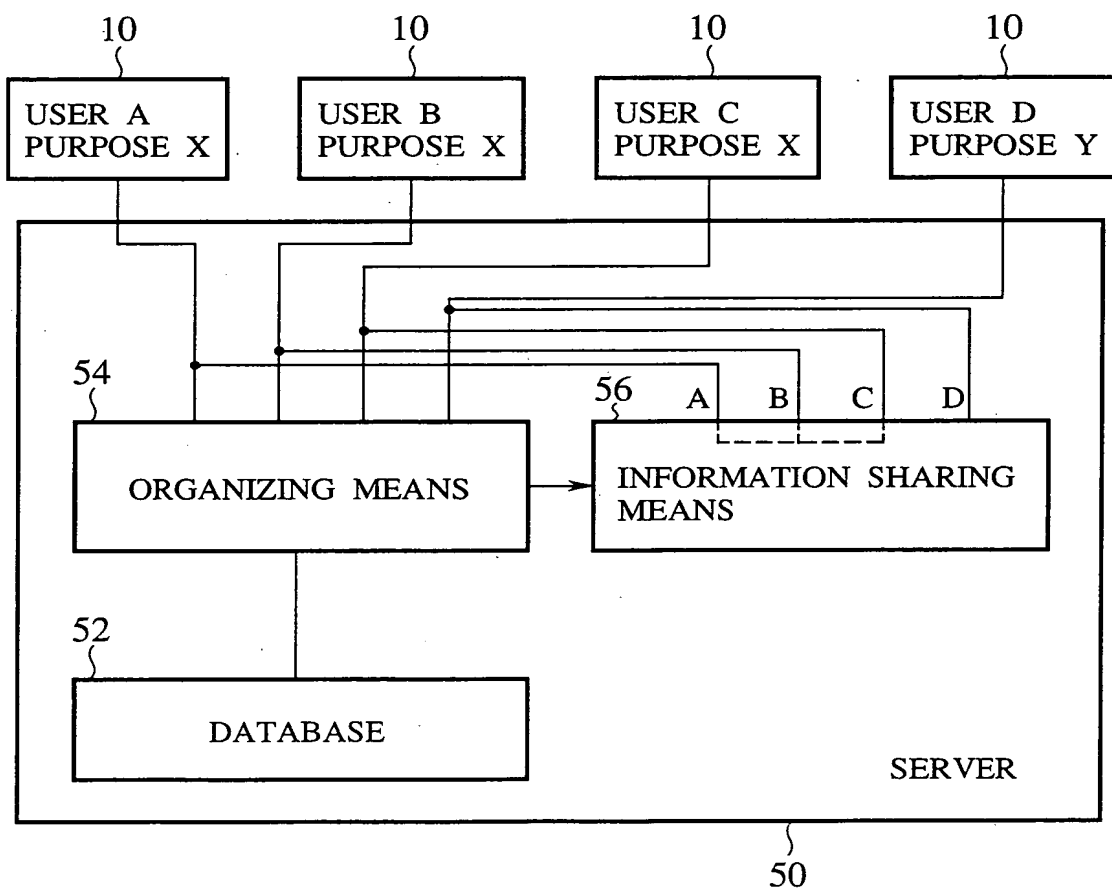 10 10 10 10
USER A
PURPOSE X
USER B
PURPOSE X
USER C
PURPOSE X
USER D
PURPOSE Y
54
56
A B C D
ORGANIZING MEANS
INFORMATION SHARING
MEANS
52
DATABASE
SERVER
50